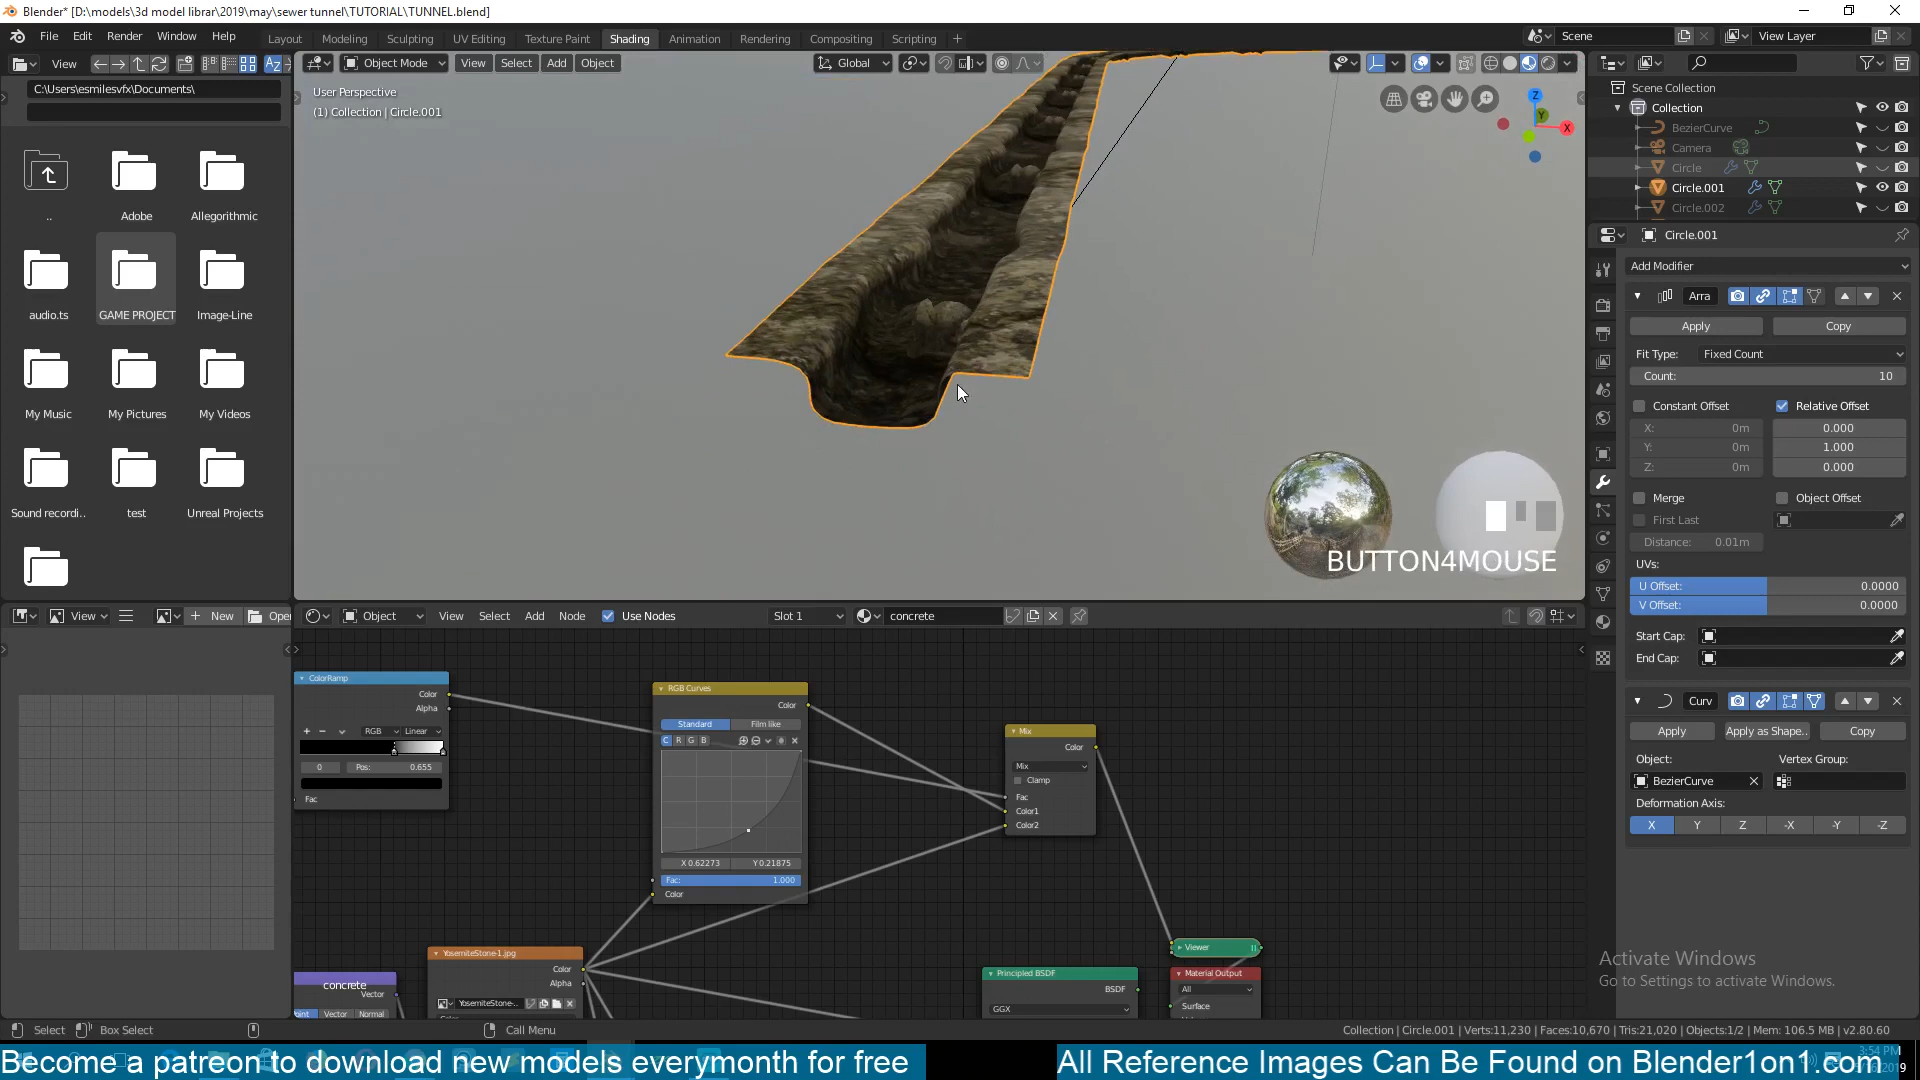 Blender* [D:\models\3d model librar\2019\may\sewer tunnel\TUTORIAL\TUNNEL.blend]
File Edit Render Window Help
Layout Modeling Sculpting UV Editing Texture Paint Shading Animation Rendering Compositing Scripting +
Scene View Layer
View
Object Mode View Select Add Object Global
C:\Users\esmilesvfx\Documents\
User Perspective
(1) Collection | Circle.001
.. Adobe Allegorithmic
audio.ts GAME PROJECT Image-Line
My Music My Pictures My Videos
Sound recordi.. test Unreal Projects
Z
Y
X
BUTTON4MOUSE
Scene Collection
Collection
BezierCurve
Camera
Circle
Circle.001
Circle.002
Circle.001
Add Modifier
Arra
Apply Copy
Fit Type: Fixed Count
Count: 10
Constant Offset Relative Offset
X: 0m 0.000
Y: 0m 1.000
Z: 0m 0.000
Merge Object Offset
First Last
Distance: 0.01m
UVs:
U Offset: 0.0000
V Offset: 0.0000
Start Cap:
End Cap:
Curv
Apply Apply as Shape.. Copy
Object: Vertex Group:
BezierCurve
Deformation Axis:
X Y Z -X -Y -Z
View New Open
Object View Select Add Node Use Nodes Slot 1 concrete
ColorRamp
Color
Alpha
RGB Linear
0 Pos: 0.655
Fac
RGB Curves
Color
Standard Film like
C R G B
X 0.62273 Y 0.21875
Fac: 1.000
Color
Mix
Color
Mix
Clamp
Fac
Color1
Color2
YosemiteStone-1.jpg
Color
Alpha
YosemiteStone-..
concrete
Vector
Vector Normal
Principled BSDF
BSDF
GGX
Viewer
Material Output
All
Surface
Activate Windows
Go to Settings to activate Windows.
Select Box Select Call Menu
Collection | Circle.001 | Verts:11,230 | Faces:10,670 | Tris:21,020 | Objects:1/2 | Mem: 106.5 MB | v2.80.60
Become a patreon to download new models everymonth for free
All Reference Images Can Be Found on Blender1on1.com
3:54 PM